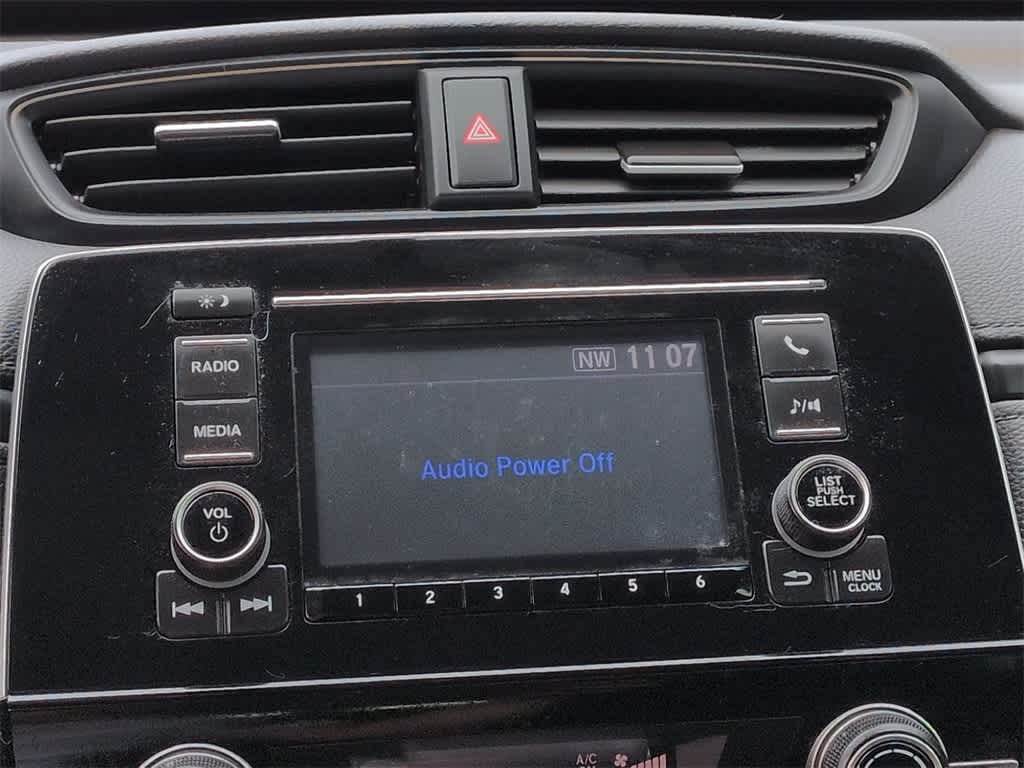 NW 11 07
RADIO
MEDIA
Audio Power Off
VOL
LIST
PUSH
SELECT
1 2 3 4 5 6
MENU
CLOCK
A/C